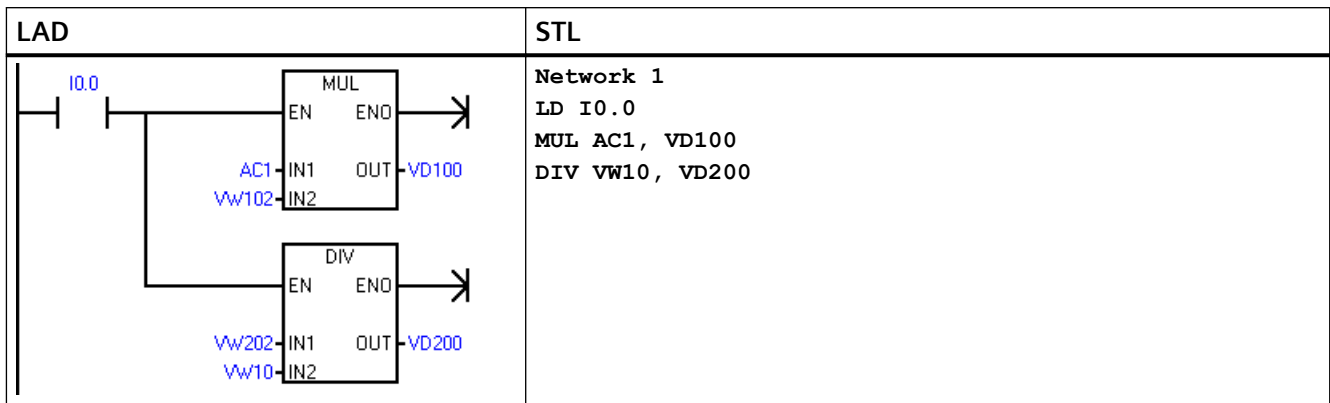 LAD
STL
I0.0
MUL
EN ENO
AC1 IN1 OUT VD100
VW102 IN2
DIV
EN ENO
VW202 IN1 OUT VD200
VW10 IN2
Network 1
LD I0.0
MUL AC1, VD100
DIV VW10, VD200